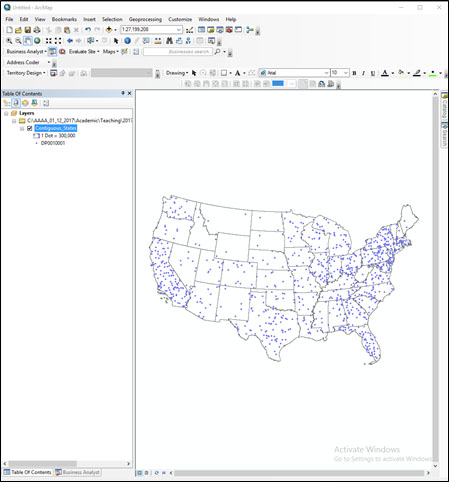 Untitled - ArcMap
File Edit View Bookmarks Insert Selection Geoprocessing Customize Windows Help
1:27,199,208
Business Analyst Evaluate Site Maps Businesses search
Address Coder
Territory Design Drawing A Arial 10 B I U A
Table Of Contents
Layers
C:\AAAA_01_12_2017\Academic\Teaching\2017
Contiguous_States
1 Dot = 300,000
DP0010001
Catalog
Search
Activate Windows
Go to Settings to activate Windows.
Table Of Contents Business Analyst